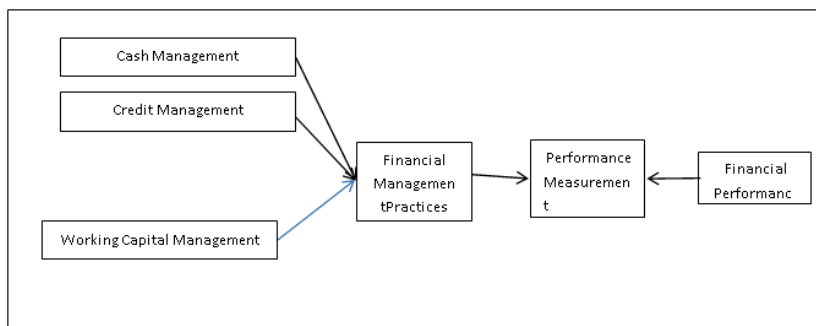 Cash Management
Credit Management
Working Capital Management
Financial
Managemen
tPractices
Performance
Measuremen
t
Financial
Performanc